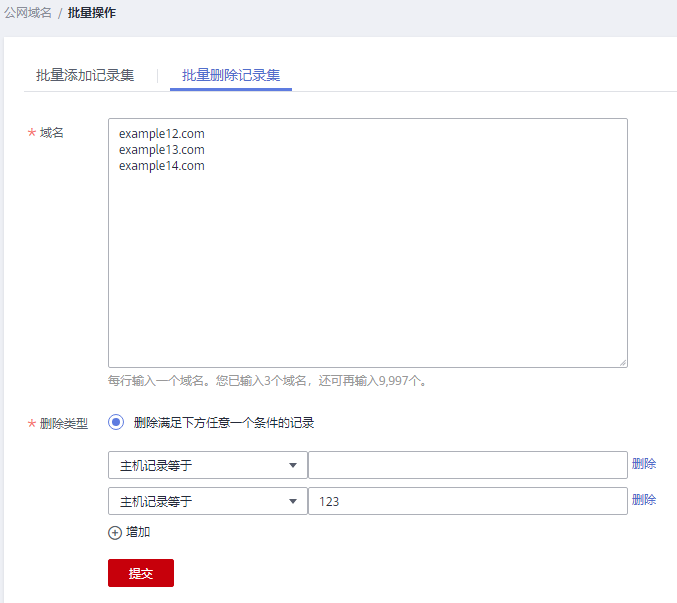 公网域名 / 批量操作
批量添加记录集 批量删除记录集
* 域名
example12.com
example13.com
example14.com
每行输入一个域名。您已输入3个域名，还可再输入9,997个。
* 删除类型 删除满足下方任意一个条件的记录
主机记录等于 删除
主机记录等于 123 删除
增加
提交